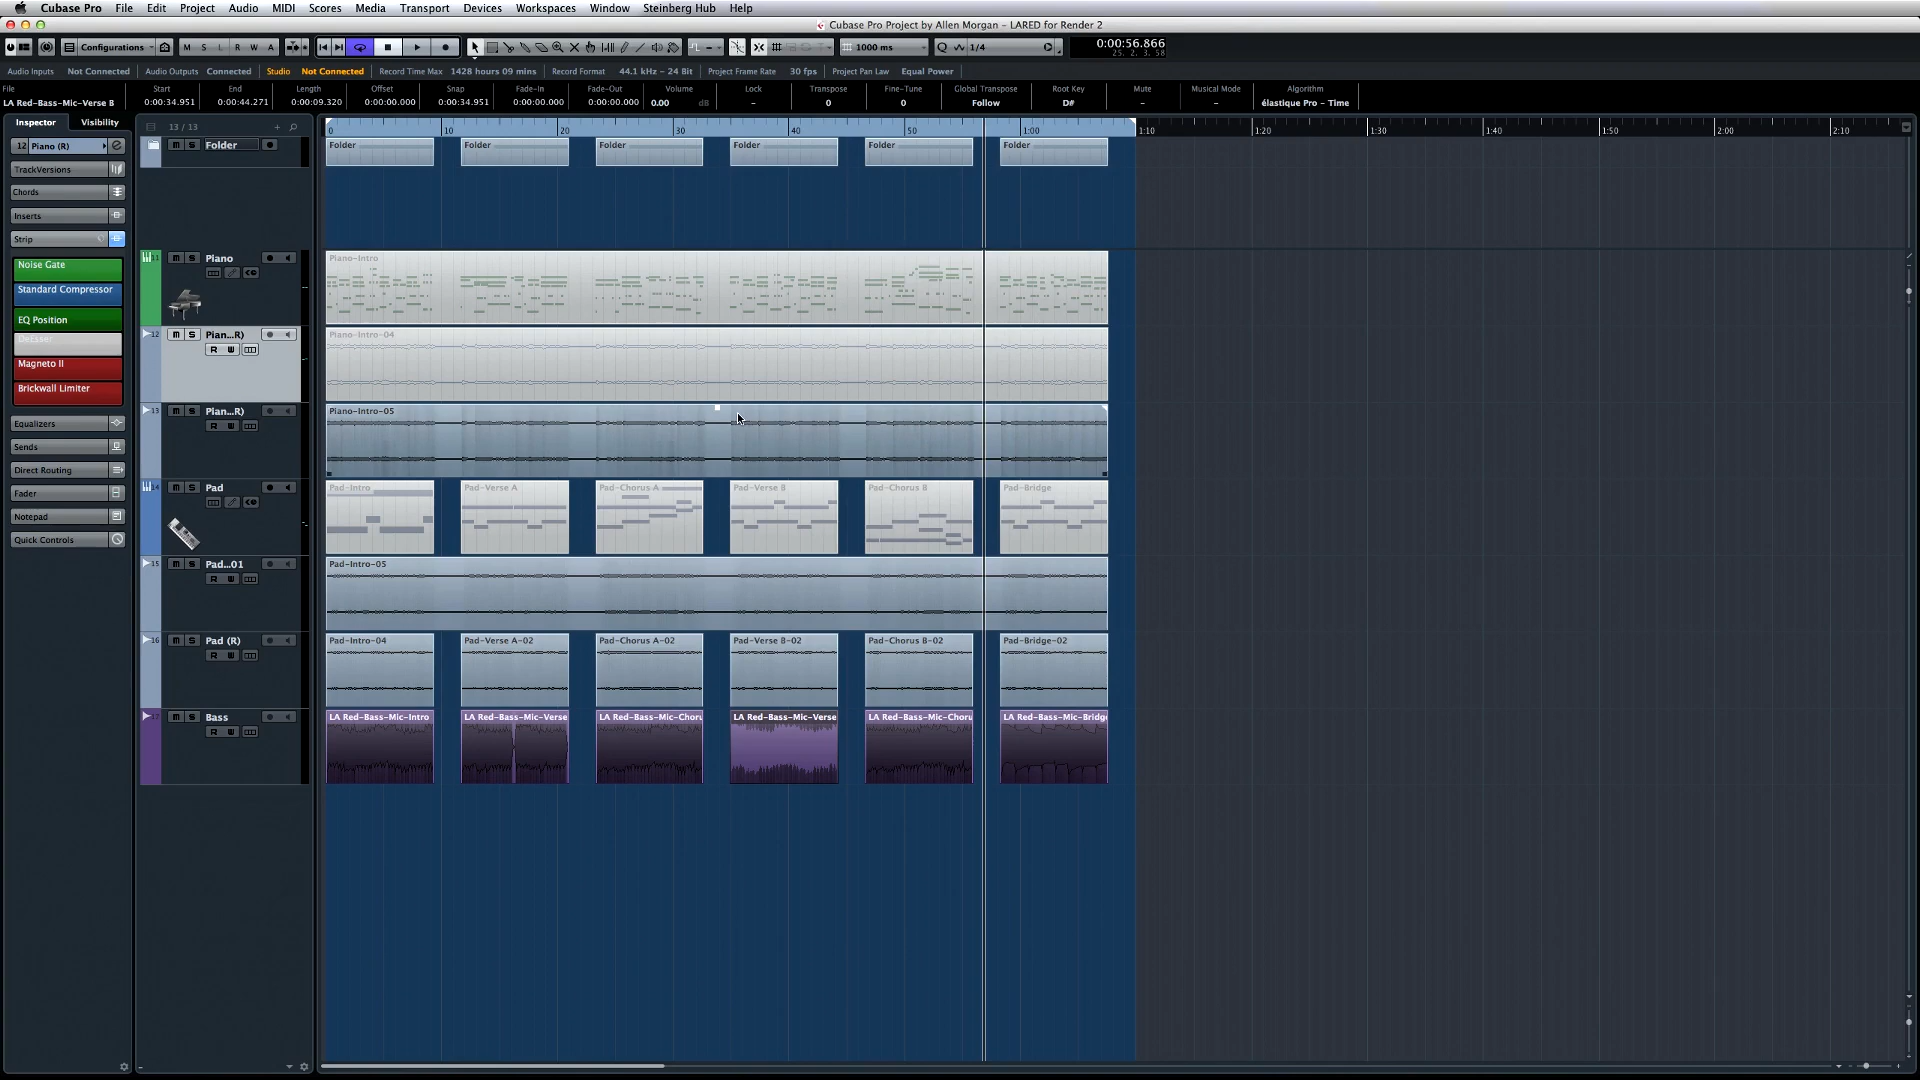 Cubase Pro File Edit Project Audio MIDI Scores Media Transport Devices Workspaces Window Steinberg Hub Help
Cubase Pro Project by Allen Morgan – LARED for Render 2
Configurations M S L R W A 1000 ms Q 1/4 0:00:56.866
25. 2. 3. 58
Audio Inputs Not Connected Audio Outputs Connected Studio Not Connected Record Time Max 1428 hours 09 mins Record Format 44.1 kHz – 24 Bit Project Frame Rate 30 fps Project Pan Law Equal Power
File Start End Length Offset Snap Fade-In Fade-Out Volume Lock Transpose Fine-Tune Global Transpose Root Key Mute Musical Mode Algorithm
LA Red-Bass-Mic-Verse B 0:00:34.951 0:00:44.271 0:00:09.320 0:00:00.000 0:00:34.951 0:00:00.000 0:00:00.000 0.00 dB – 0 0 Follow D# – – élastique Pro – Time
Inspector Visibility 13 / 13
0 10 20 30 40 50 1:00 1:10 1:20 1:30 1:40 1:50 2:00 2:10
12 Piano (R)
M S Folder
Folder Folder Folder Folder Folder Folder
TrackVersions
Chords
Inserts
Strip
Noise Gate
Standard Compressor
EQ Position
DeEsser
Magneto II
Brickwall Limiter
Equalizers
Sends
Direct Routing
Fader
Notepad
Quick Controls
11 M S Piano
Piano-Intro
12 M S Pian...R)
R W
Piano-Intro-04
13 M S Pian...R)
R W
Piano-Intro-05
14 M S Pad
Pad-Intro Pad-Verse A Pad-Chorus A Pad-Verse B Pad-Chorus B Pad-Bridge
15 M S Pad...01
R W
Pad-Intro-05
16 M S Pad (R)
R W
Pad-Intro-04 Pad-Verse A-02 Pad-Chorus A-02 Pad-Verse B-02 Pad-Chorus B-02 Pad-Bridge-02
17 M S Bass
R W
LA Red-Bass-Mic-Intro LA Red-Bass-Mic-Verse LA Red-Bass-Mic-Choru LA Red-Bass-Mic-Verse LA Red-Bass-Mic-Choru LA Red-Bass-Mic-Bridge